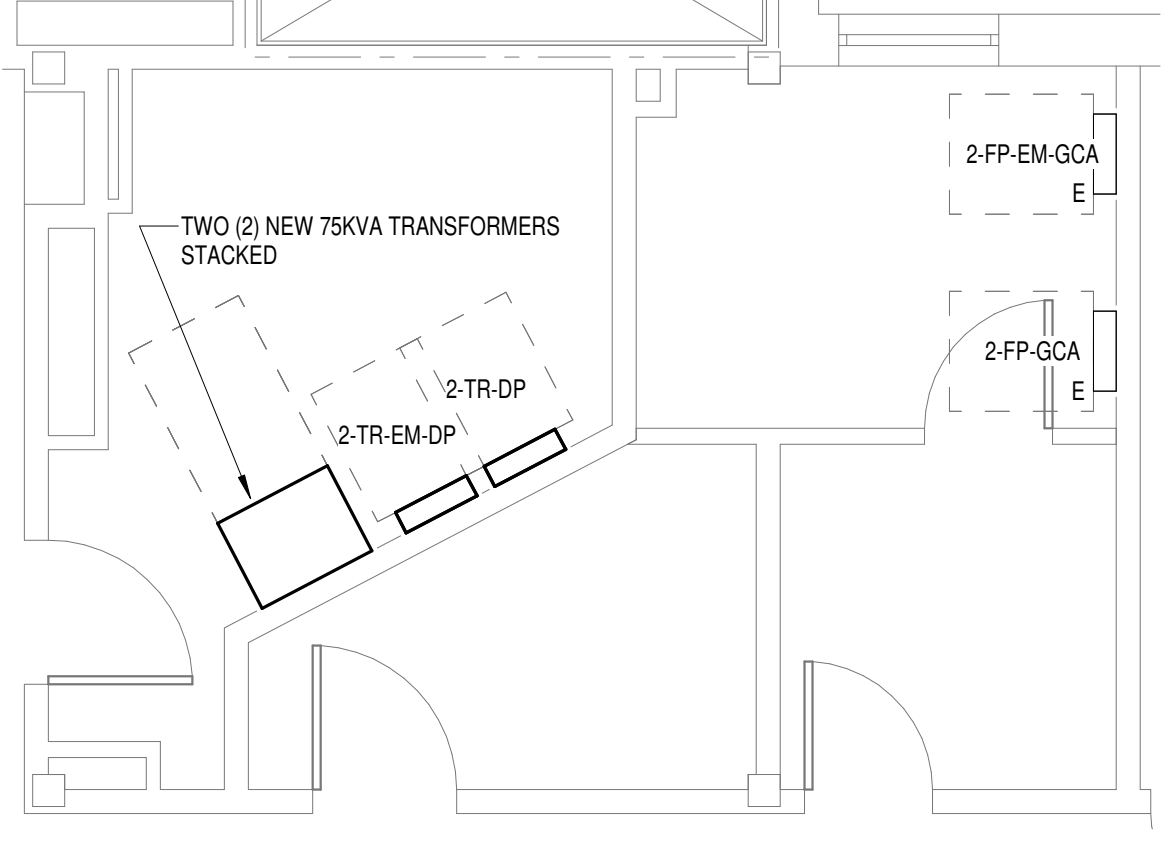 2-FP-EM-GCA
E
TWO (2) NEW 75KVA TRANSFORMERS
STACKED
2-FP-GCA
E
2-TR-DP
2-TR-EM-DP